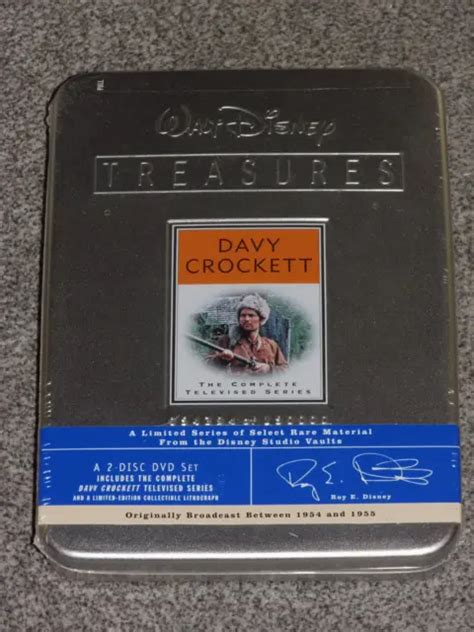 Walt Disney
TREASURES
DAVY
CROCKETT
THE COMPLETE
TELEVISED SERIES
A Limited Series of Select Rare Material
From the Disney Studio Vaults
A 2-DISC DVD SET
INCLUDES THE COMPLETE
DAVY CROCKETT TELEVISED SERIES
AND A LIMITED-EDITION COLLECTIBLE LITHOGRAPH
Roy E. Disney
Roy E. Disney
Originally Broadcast Between 1954 and 1955